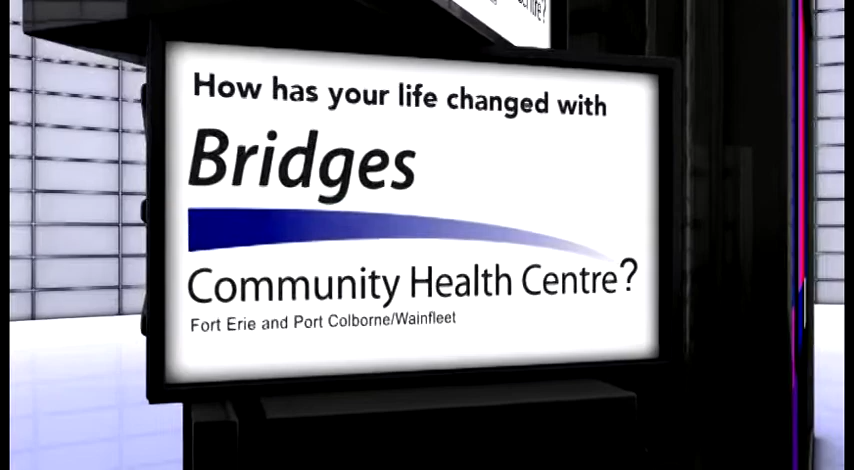 How has your life changed with
Bridges
Community Health Centre?
Fort Erie and Port Colborne/Wainfleet